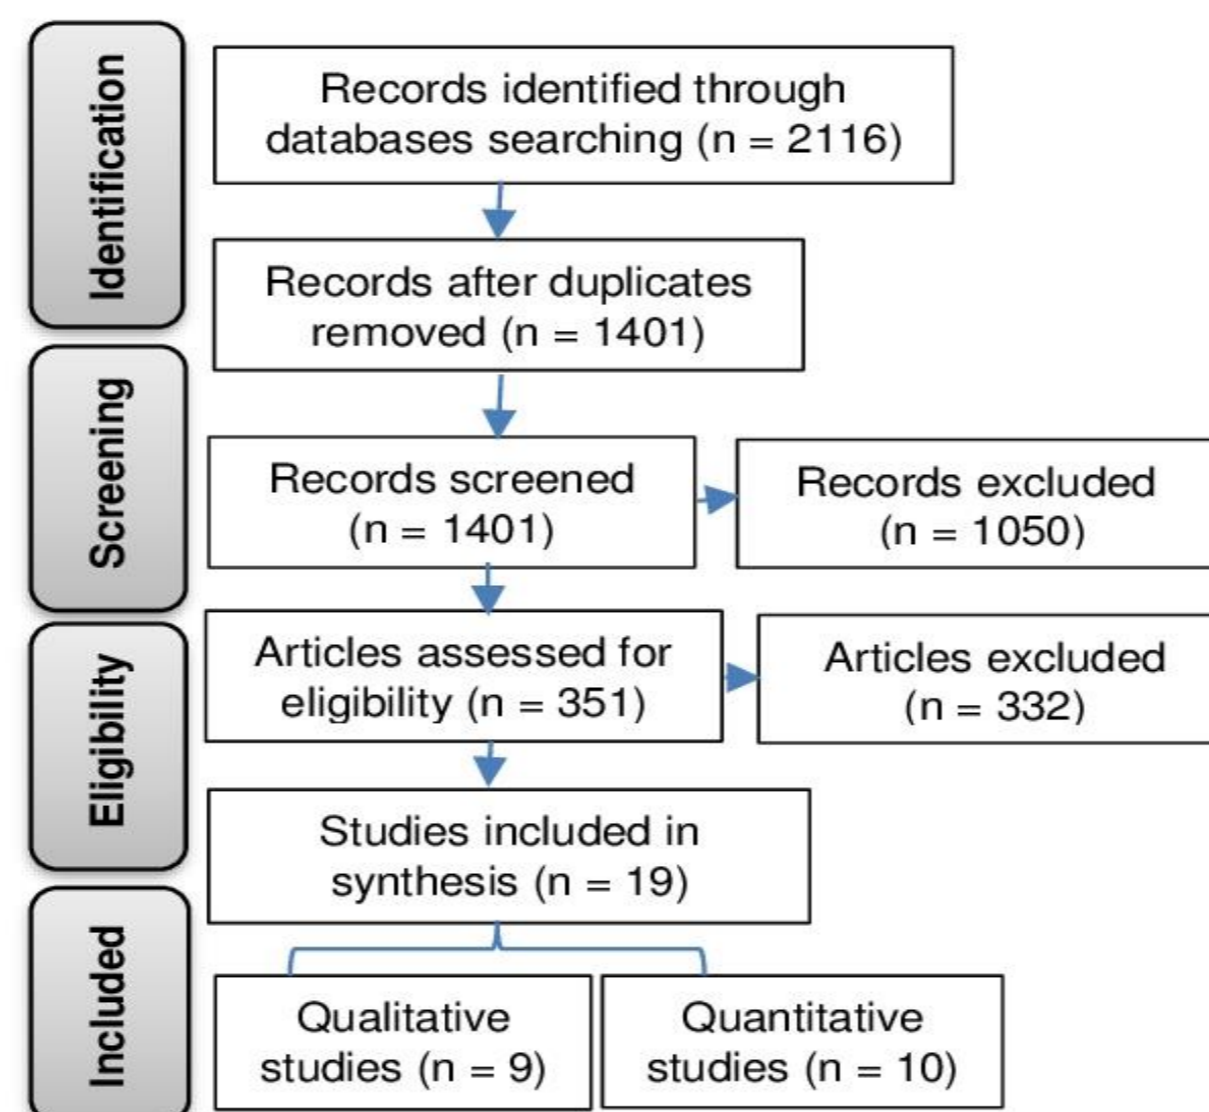 Identification
Records identified through
databases searching (n = 2116)
Records after duplicates
removed (n = 1401)
Screening
Records screened
(n = 1401)
Records excluded
(n = 1050)
Eligibility
Articles assessed for
eligibility (n = 351)
Articles excluded
(n = 332)
Studies included in
synthesis (n = 19)
Included
Qualitative
studies (n = 9)
Quantitative
studies (n = 10)